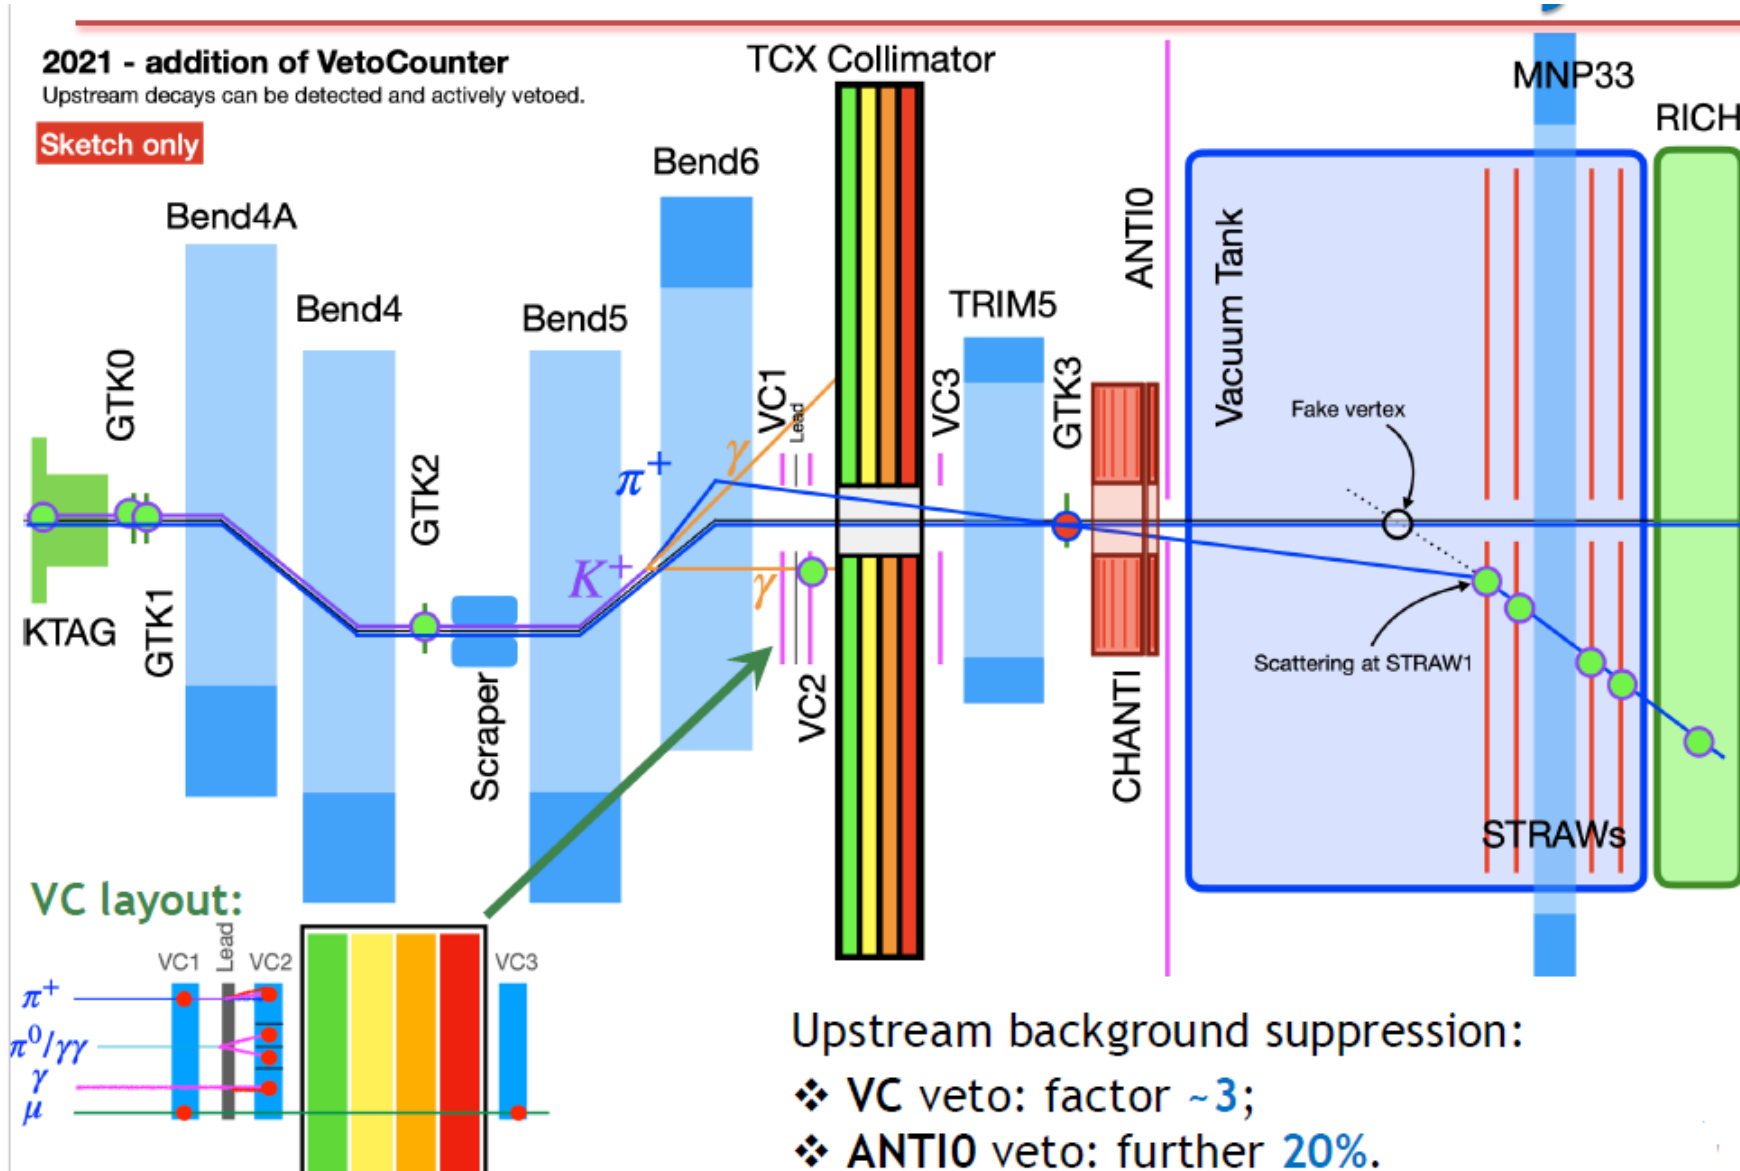 2021 - addition of VetoCounter
Upstream decays can be detected and actively vetoed.
Sketch only
TCX Collimator
MNP33
RICH
Bend6
Bend4A
Bend4
Bend5
TRIM5
ANTI0
Vacuum Tank
GTK0
GTK2
VC1
Lead
VC3
GTK3
Fake vertex
π+
γ
K+
γ
KTAG
GTK1
Scraper
VC2
CHANTI
Scattering at STRAW1
STRAWs
VC layout:
VC1
Lead
VC2
VC3
π+
π0/γγ
γ
μ
Upstream background suppression:
❖ VC veto: factor ~3;
❖ ANTI0 veto: further 20%.